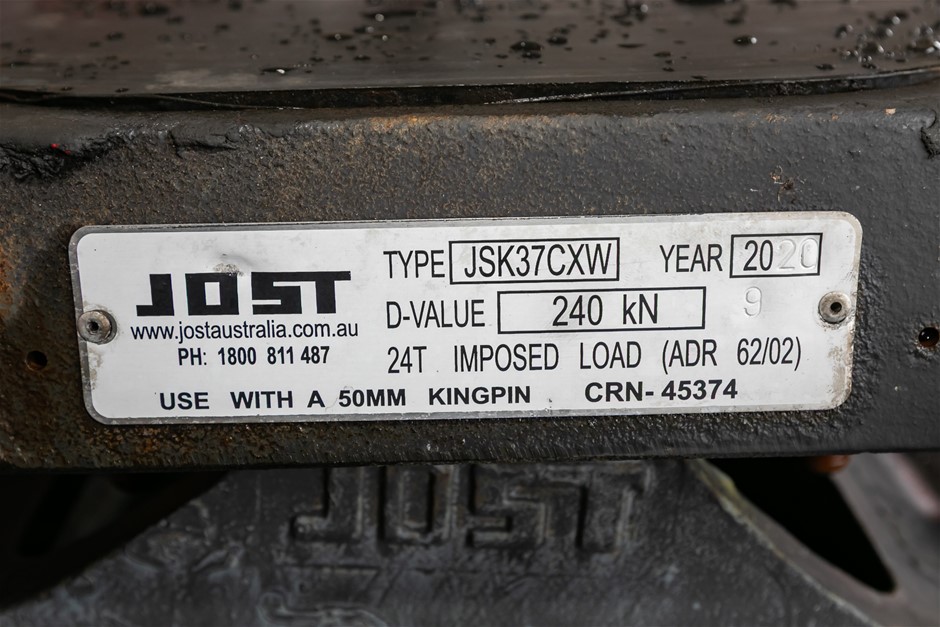 JOST
www.jostaustralia.com.au
PH: 1800 811 487
TYPE JSK37CXW YEAR 2020
D-VALUE 240 kN 9
24T IMPOSED LOAD (ADR 62/02)
USE WITH A 50MM KINGPIN CRN-45374
JOST